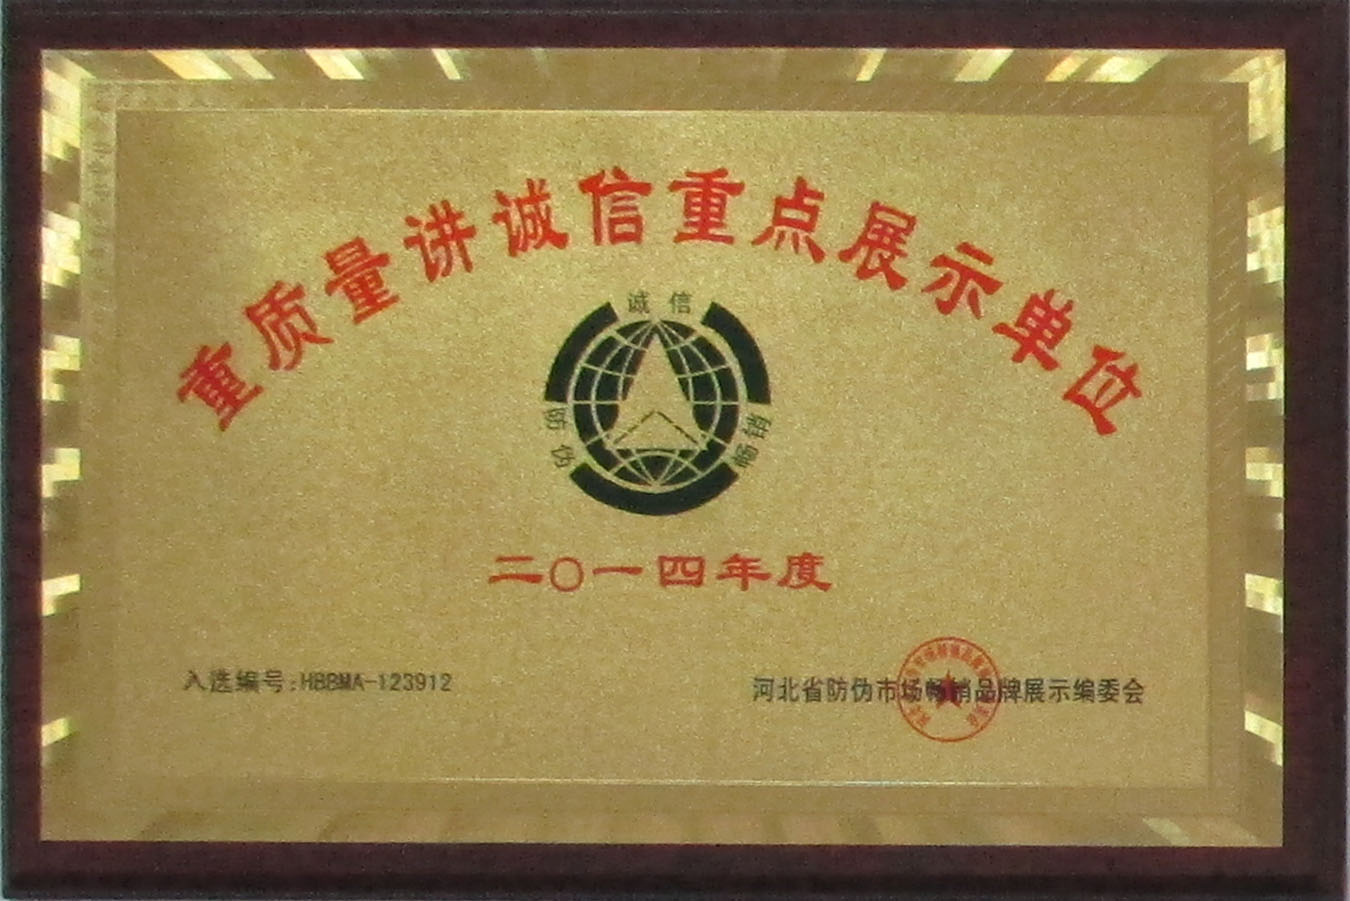 重质量讲诚信重点展示单位
诚信
防伪
畅销
二〇一四年度
入选编号:HBBMA-123912
河北省防伪市场畅销品牌展示编委会